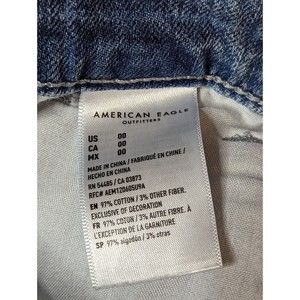 AMERICAN EAGLE
OUTFITTERS
US 00
CA 00
MX 00
MADE IN CHINA / FABRIQUÉ EN CHINE /
HECHO EN CHINA
RN 54485 / CA 03873
RFC# AEM120605U9A
EN 97% COTTON / 3% OTHER FIBER.
EXCLUSIVE OF DECORATION
FR 97% COTON / 3% AUTRE FIBRE. À
L'EXCEPTION DE LA GARNITURE.
SP 97% algodón / 3% otras